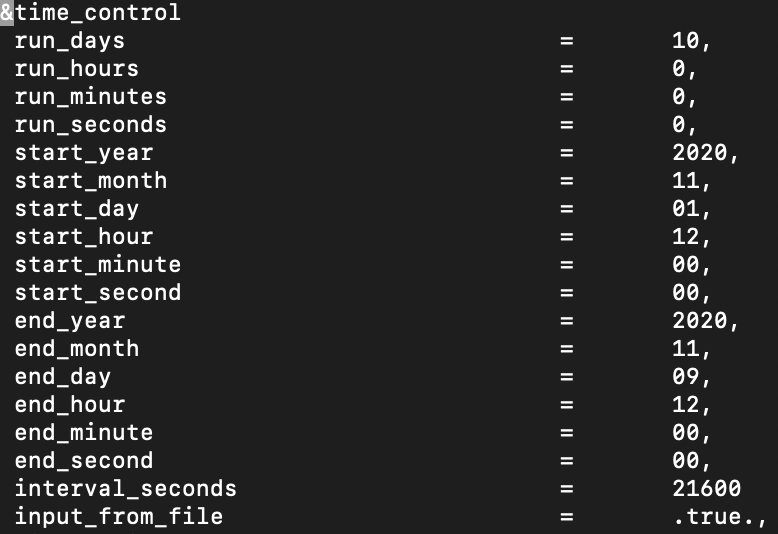 &time_control
run_days = 10,
run_hours = 0,
run_minutes = 0,
run_seconds = 0,
start_year = 2020,
start_month = 11,
start_day = 01,
start_hour = 12,
start_minute = 00,
start_second = 00,
end_year = 2020,
end_month = 11,
end_day = 09,
end_hour = 12,
end_minute = 00,
end_second = 00,
interval_seconds = 21600
input_from_file = .true.,